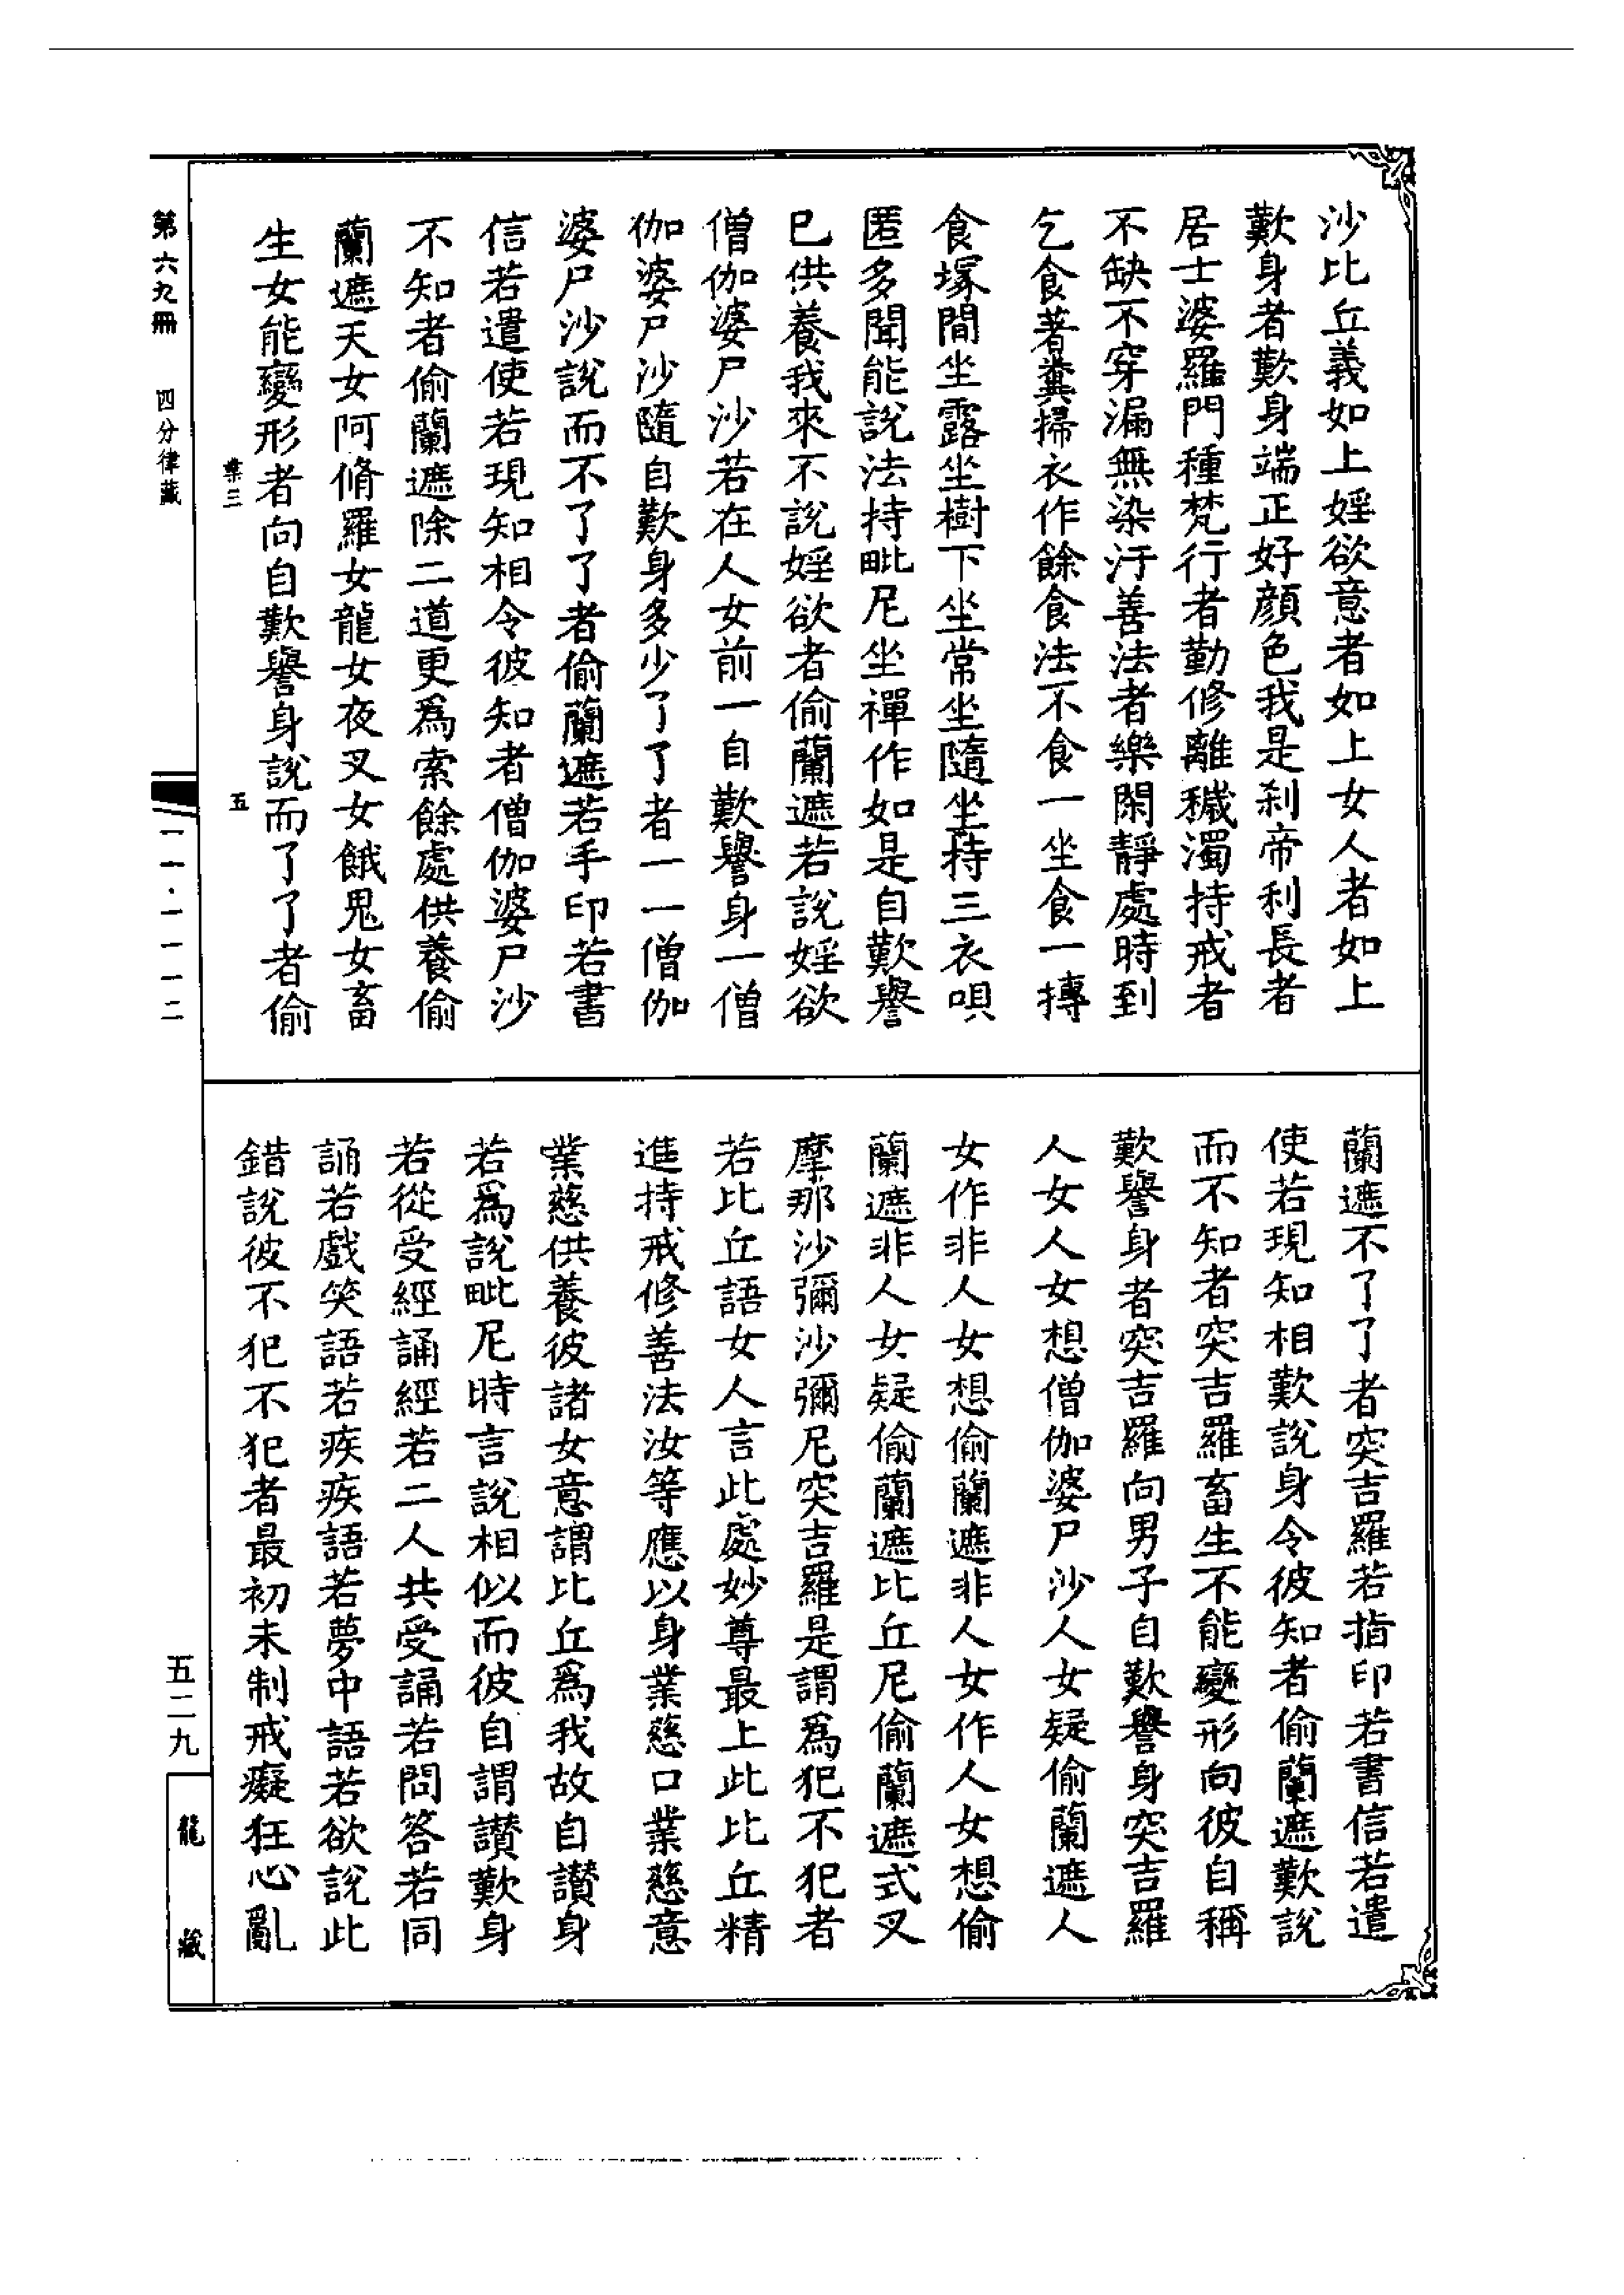 沙比丘義如上婬欲意者如上女人者如上
歎身者歎身端正好顏色我是刹帝利長者
居士婆羅門種梵行者勤修離穢濁持戒者
不缺不穿漏無染汙善法者樂閑靜處時到
乞食著糞掃衣作餘食法不食一坐食一摶
食塚間坐露坐樹下坐常坐隨坐持三衣唄
匿多聞能說法持毗尼坐禪作如是自歎譽
已供養我來不說婬欲者偷蘭遮若說婬欲
僧伽婆尸沙若在人女前一自歎譽身一僧
伽婆尸沙隨自歎身多少了了者一一僧伽
婆尸沙說而不了了者偷蘭遮若手印若書
信若遣使若現知相令彼知者僧伽婆尸沙
不知者偷蘭遮除二道更爲索餘處供養偷
蘭遮天女阿脩羅女龍女夜叉女餓鬼女畜
生女能變形者向自歎譽身說而了了者偷
蘭遮不了了者突吉羅若指印若書信若遣
使若現知相歎說身令彼知者偷蘭遮歎說
而不知者突吉羅畜生不能變形向彼自稱
歎譽身者突吉羅向男子自歎譽身突吉羅
人女人女想僧伽婆尸沙人女疑偷蘭遮人
女作非人女想偷蘭遮非人女作人女想偷
蘭遮非人女疑偷蘭遮比丘尼偷蘭遮式叉
摩那沙彌沙彌尼突吉羅是謂爲犯不犯者
若比丘語女人言此處妙尊最上此比丘精
進持戒修善法汝等應以身業慈口業慈意
業慈供養彼諸女意謂比丘爲我故自讃身
若爲說毗尼時言說相似而彼自謂讃歎身
若從受經誦經若二人共受誦若問答若同
誦若戲笑語若疾疾語若夢中語若欲說此
錯說彼不犯不犯者最初未制戒癡狂心亂
業三
五
第六九冊
四分律藏
一一·一一一二
五二九
龍藏